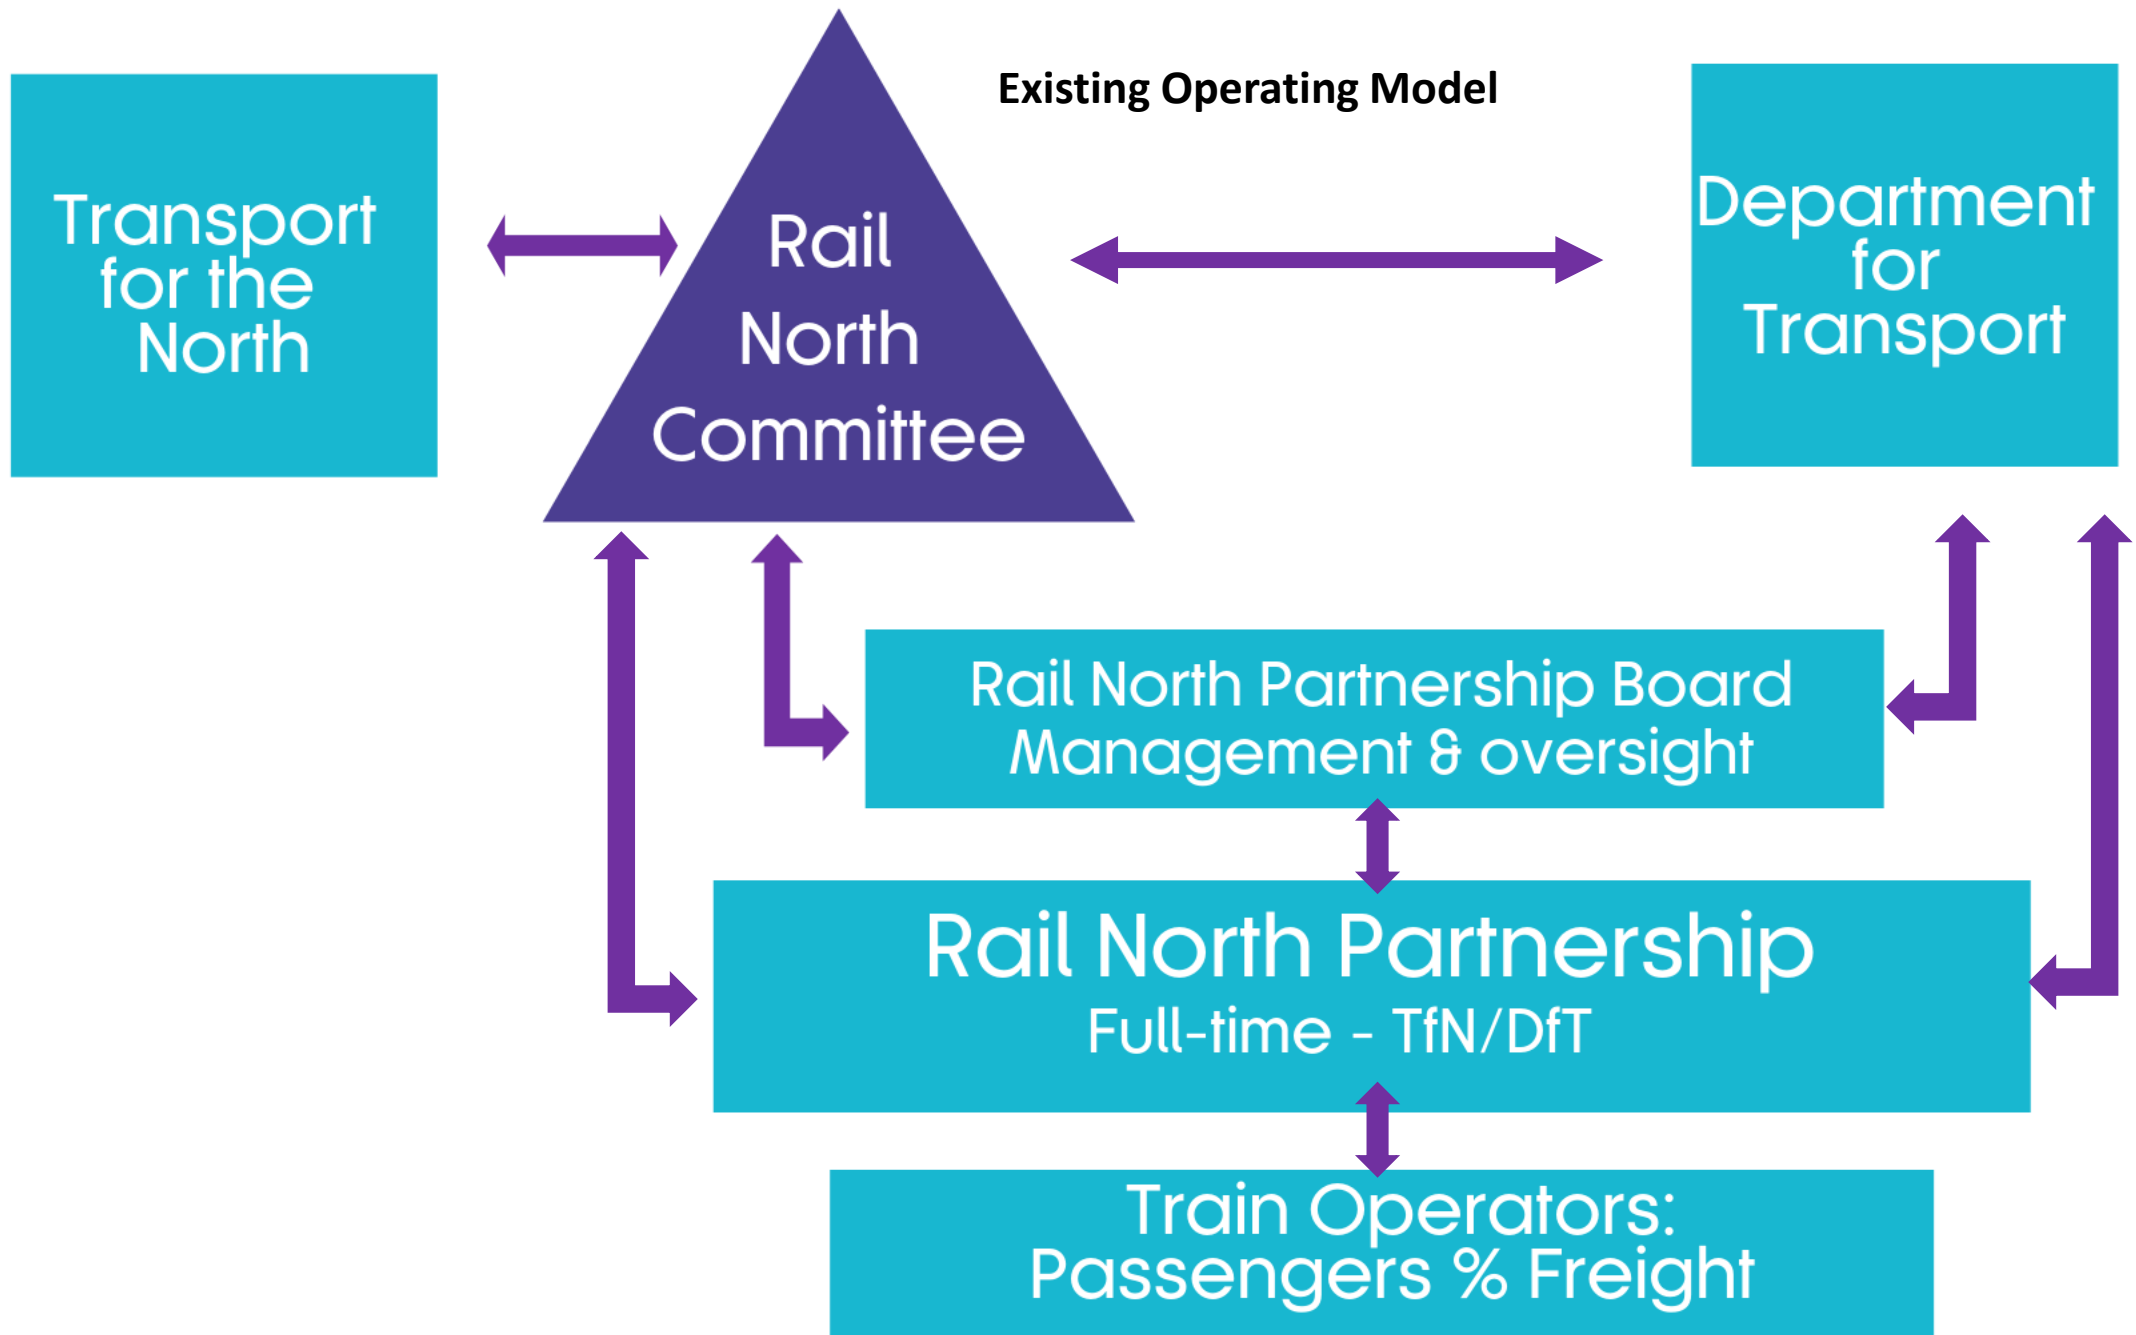 Existing Operating Model
Transport
for the
North
Rail
North
Committee
Department
for
Transport
Rail North Partnership Board
Management & oversight
Rail North Partnership
Full-time - TfN/DfT
Train Operators:
Passengers % Freight